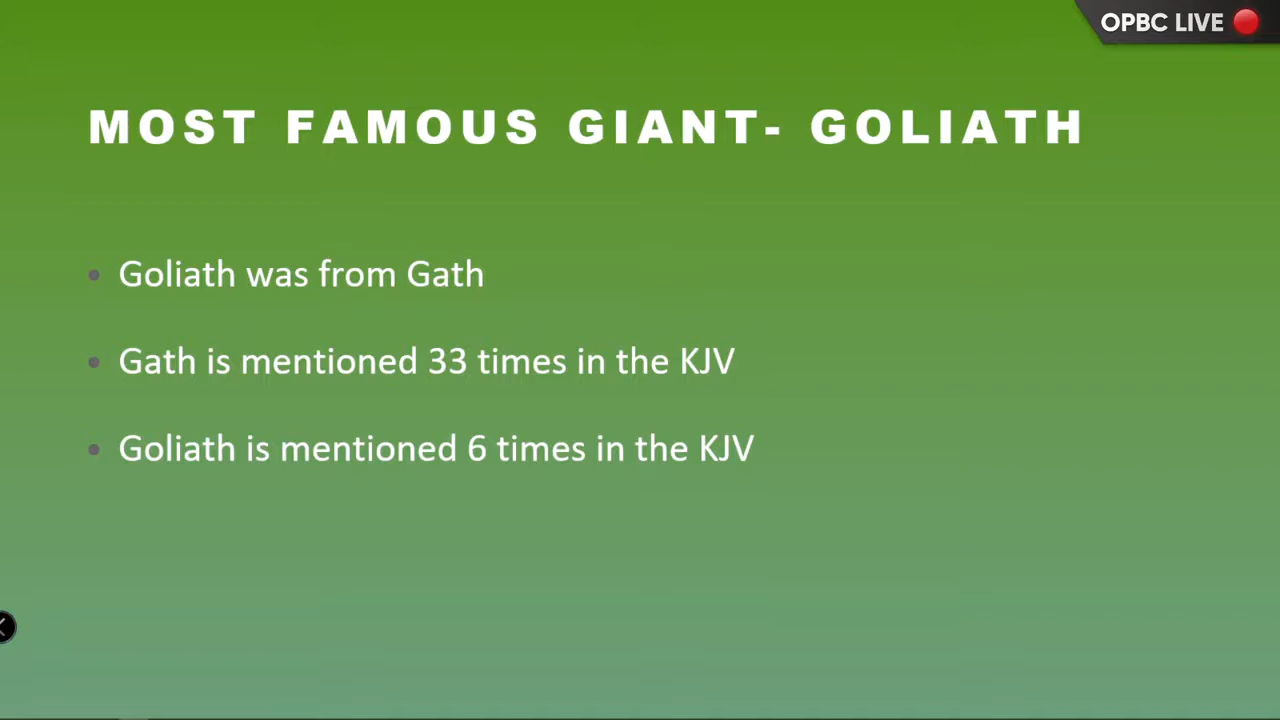 OPBC LIVE
MOST FAMOUS GIANT- GOLIATH
• Goliath was from Gath
• Gath is mentioned 33 times in the KJV
• Goliath is mentioned 6 times in the KJV